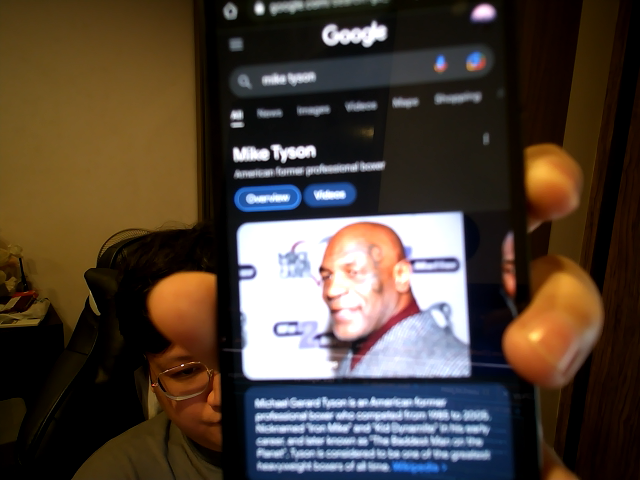 Google
mike tyson
All News Images Videos Maps Shopping
Mike Tyson
American former professional boxer
Overview Videos
Michael Gerard Tyson is an American former
professional boxer who competed from 1985 to 2005.
Nicknamed "Iron Mike" and "Kid Dynamite" in his early
career, and later known as "The Baddest Man on the
Planet", Tyson is considered to be one of the greatest
heavyweight boxers of all time. Wikipedia